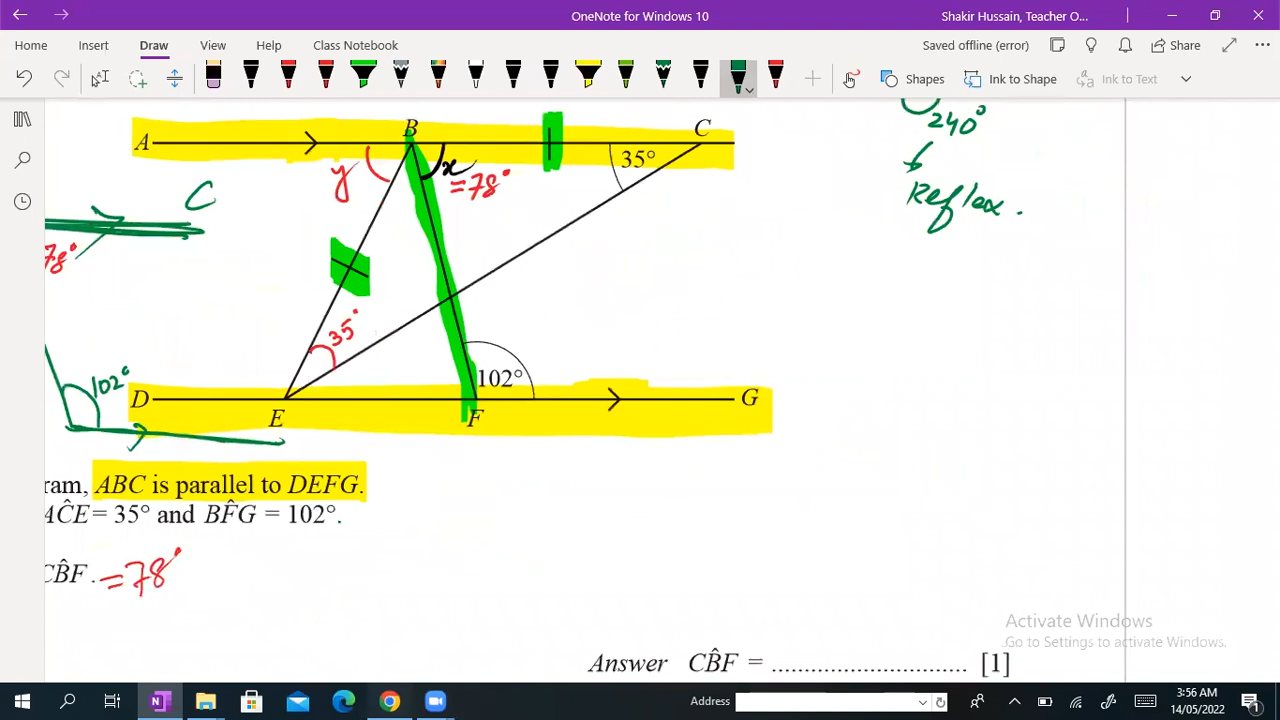 OneNote for Windows 10
Shakir Hussain, Teacher O...
Home Insert Draw View Help Class Notebook
Saved offline (error) Share
Shapes Ink to Shape Ink to Text
240°
Reflex.
A B C
35°
x
=78°
y
C
78°
35°
102°
102°
D E F G
ram, ABC is parallel to DEFG.
AĈE = 35° and BF̂G = 102°.
CB̂F. =78°
Activate Windows
Go to Settings to activate Windows.
Answer CB̂F = ............................ [1]
Address
3:56 AM
14/05/2022
1